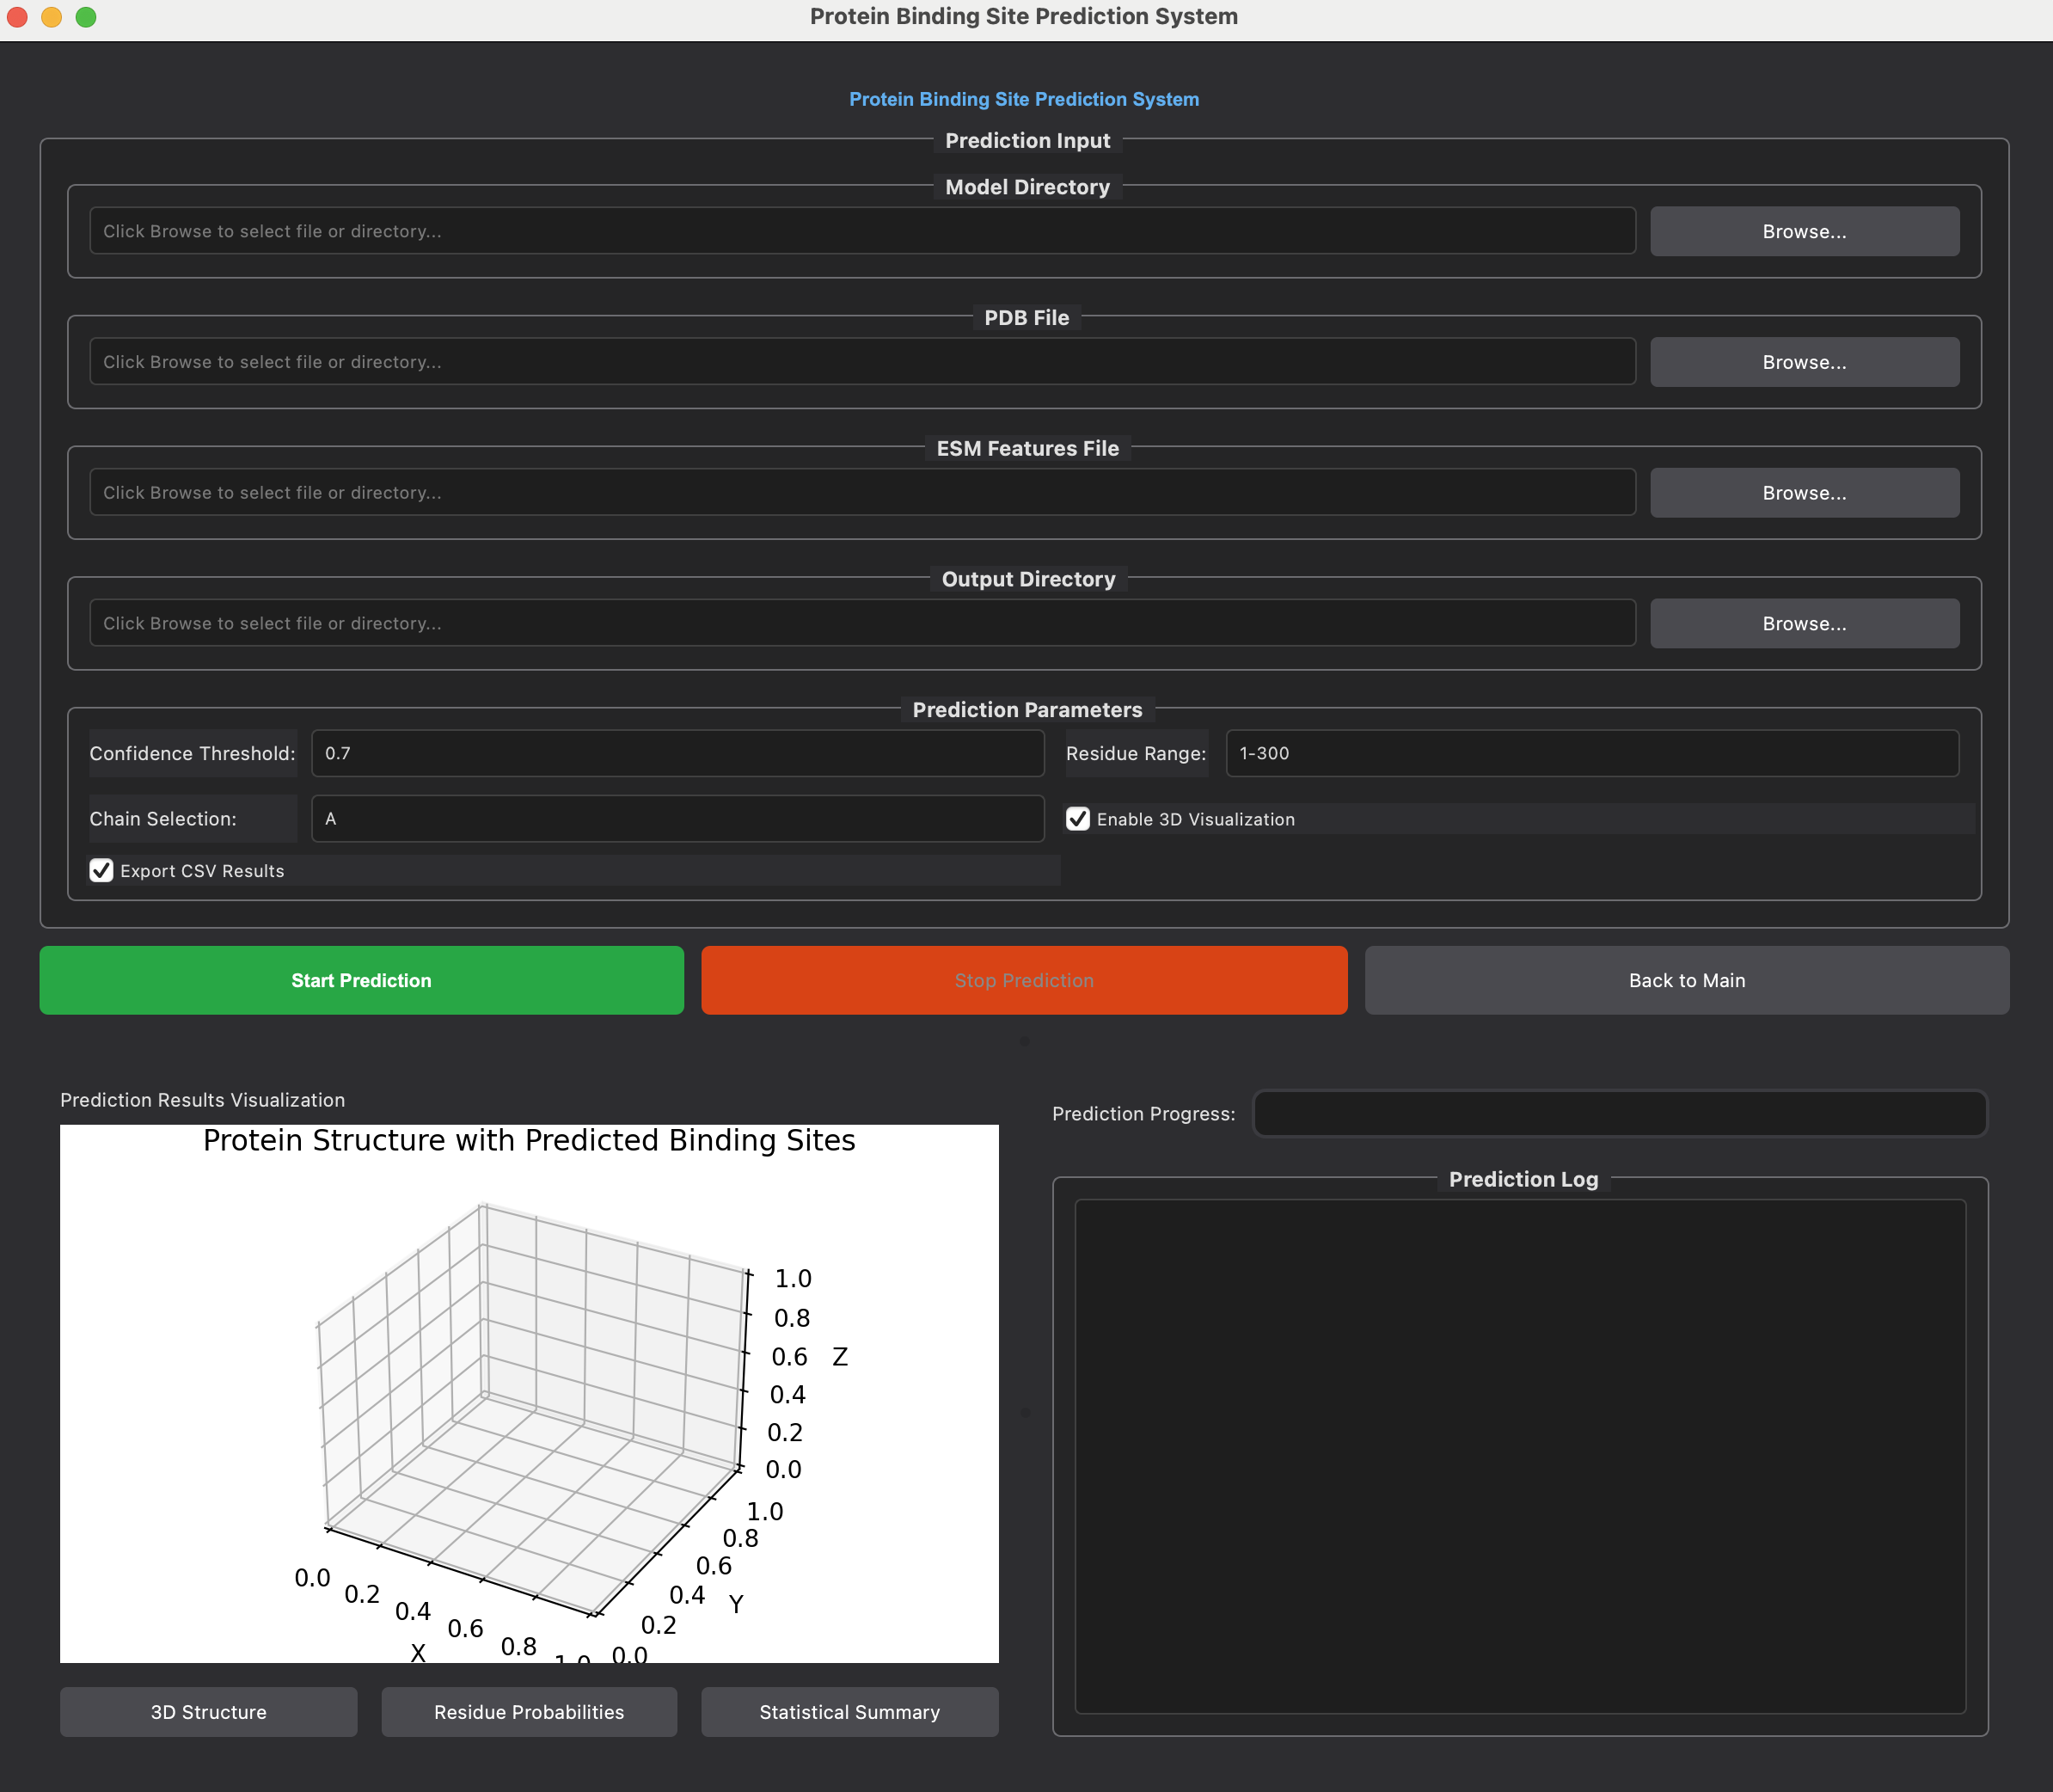 Protein Binding Site Prediction System
Protein Binding Site Prediction System
Prediction Input
Model Directory
Click Browse to select file or directory...
Browse...
PDB File
Click Browse to select file or directory...
Browse...
ESM Features File
Click Browse to select file or directory...
Browse...
Output Directory
Click Browse to select file or directory...
Browse...
Prediction Parameters
Confidence Threshold: 0.7 Residue Range: 1-300
Chain Selection: A Enable 3D Visualization
Export CSV Results
Start Prediction
Stop Prediction
Back to Main
Prediction Results Visualization
Protein Structure with Predicted Binding Sites
1.0
0.8
0.6 Z
0.4
0.2
0.0
1.0
0.8
0.6
0.4 Y
0.2
0.0
0.0
0.2
0.4
0.6
0.8
1.0
X
3D Structure
Residue Probabilities
Statistical Summary
Prediction Progress:
Prediction Log